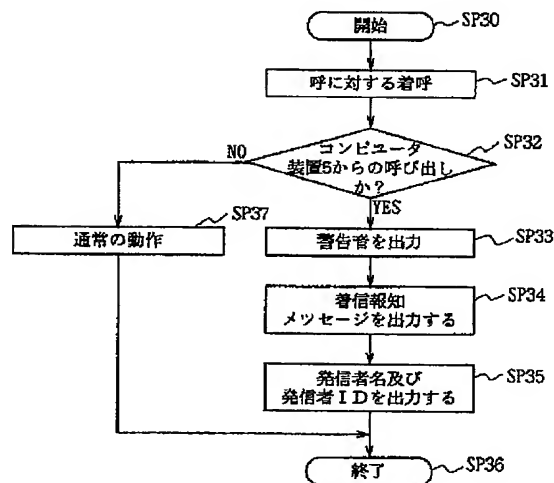 開始
SP30
呼に対する着呼
SP31
コンピュータ
装置5からの呼び出し
か?
SP32
NO
YES
SP37
通常の動作
警告音を出力
SP33
着信報知
メッセージを出力する
SP34
発信者名及び
発信者IDを出力する
SP35
終了
SP36